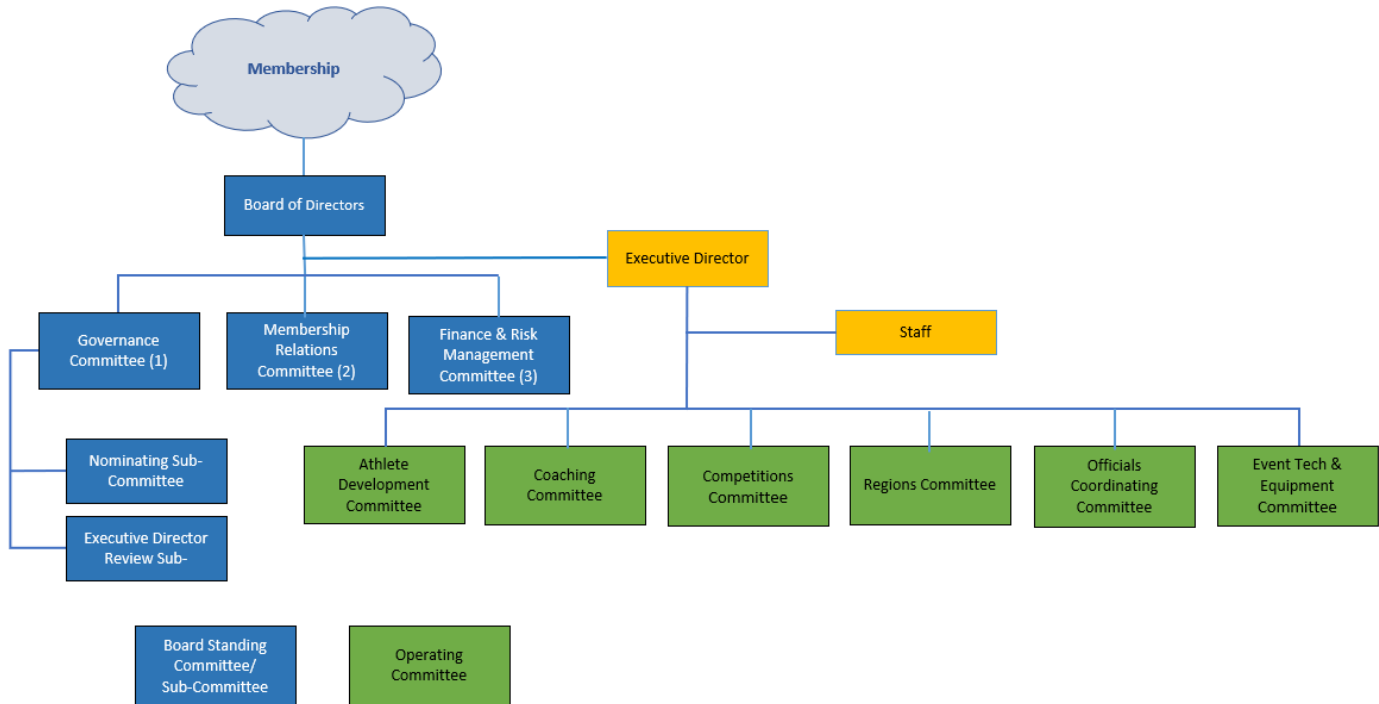 Membership
Board of Directors
Executive Director
Staff
Governance
Committee (1)
Membership
Relations
Committee (2)
Finance & Risk
Management
Committee (3)
Nominating Sub-
Committee
Executive Director
Review Sub-
Athlete
Development
Committee
Coaching
Committee
Competitions
Committee
Regions Committee
Officials
Coordinating
Committee
Event Tech &
Equipment
Committee
Board Standing
Committee/
Sub-Committee
Operating
Committee